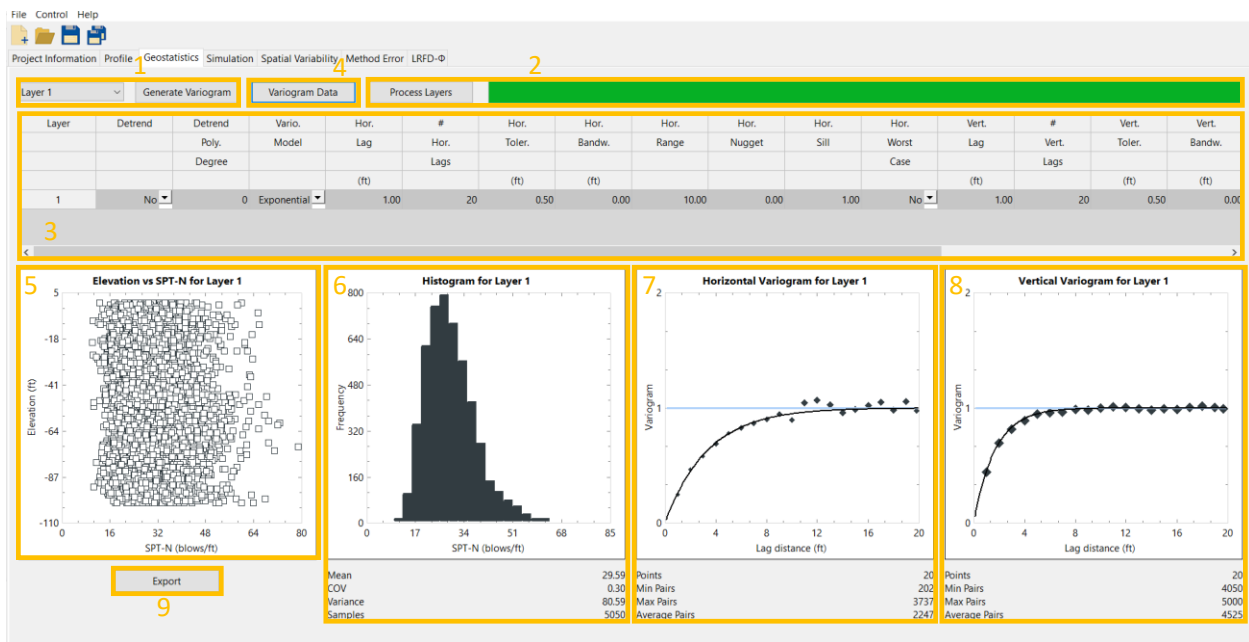 File Control Help
Project Information Profile Geostatistics Simulation Spatial Variability Method Error LRFD-Φ
1 4 2
Layer 1 Generate Variogram Variogram Data Process Layers
Layer Detrend Detrend Vario. Hor. # Hor. Hor. Hor. Hor. Hor. Hor. Vert. # Vert. Vert.
Poly. Model Lag Hor. Toler. Bandw. Range Nugget Sill Worst Lag Vert. Toler. Bandw.
Degree Lags Case Lags
(ft) (ft) (ft) (ft) (ft) (ft)
1 No 0 Exponential 1.00 20 0.50 0.00 10.00 0.00 1.00 No 1.00 20 0.50 0.00
3
5
Elevation vs SPT-N for Layer 1
5
-18
-41
-64
-87
-110
Elevation (ft)
0 16 32 48 64 80
SPT-N (blows/ft)
Export
9
6
Histogram for Layer 1
800
640
480
320
160
0
Frequency
0 17 34 51 68 85
SPT-N (blows/ft)
Mean 29.59
COV 0.30
Variance 80.59
Samples 5050
7
Horizontal Variogram for Layer 1
2
1
0
Variogram
0 4 8 12 16 20
Lag distance (ft)
Points 20
Min Pairs 202
Max Pairs 3737
Average Pairs 2247
8
Vertical Variogram for Layer 1
2
1
0
Variogram
0 4 8 12 16 20
Lag distance (ft)
Points 20
Min Pairs 4050
Max Pairs 5000
Average Pairs 4525